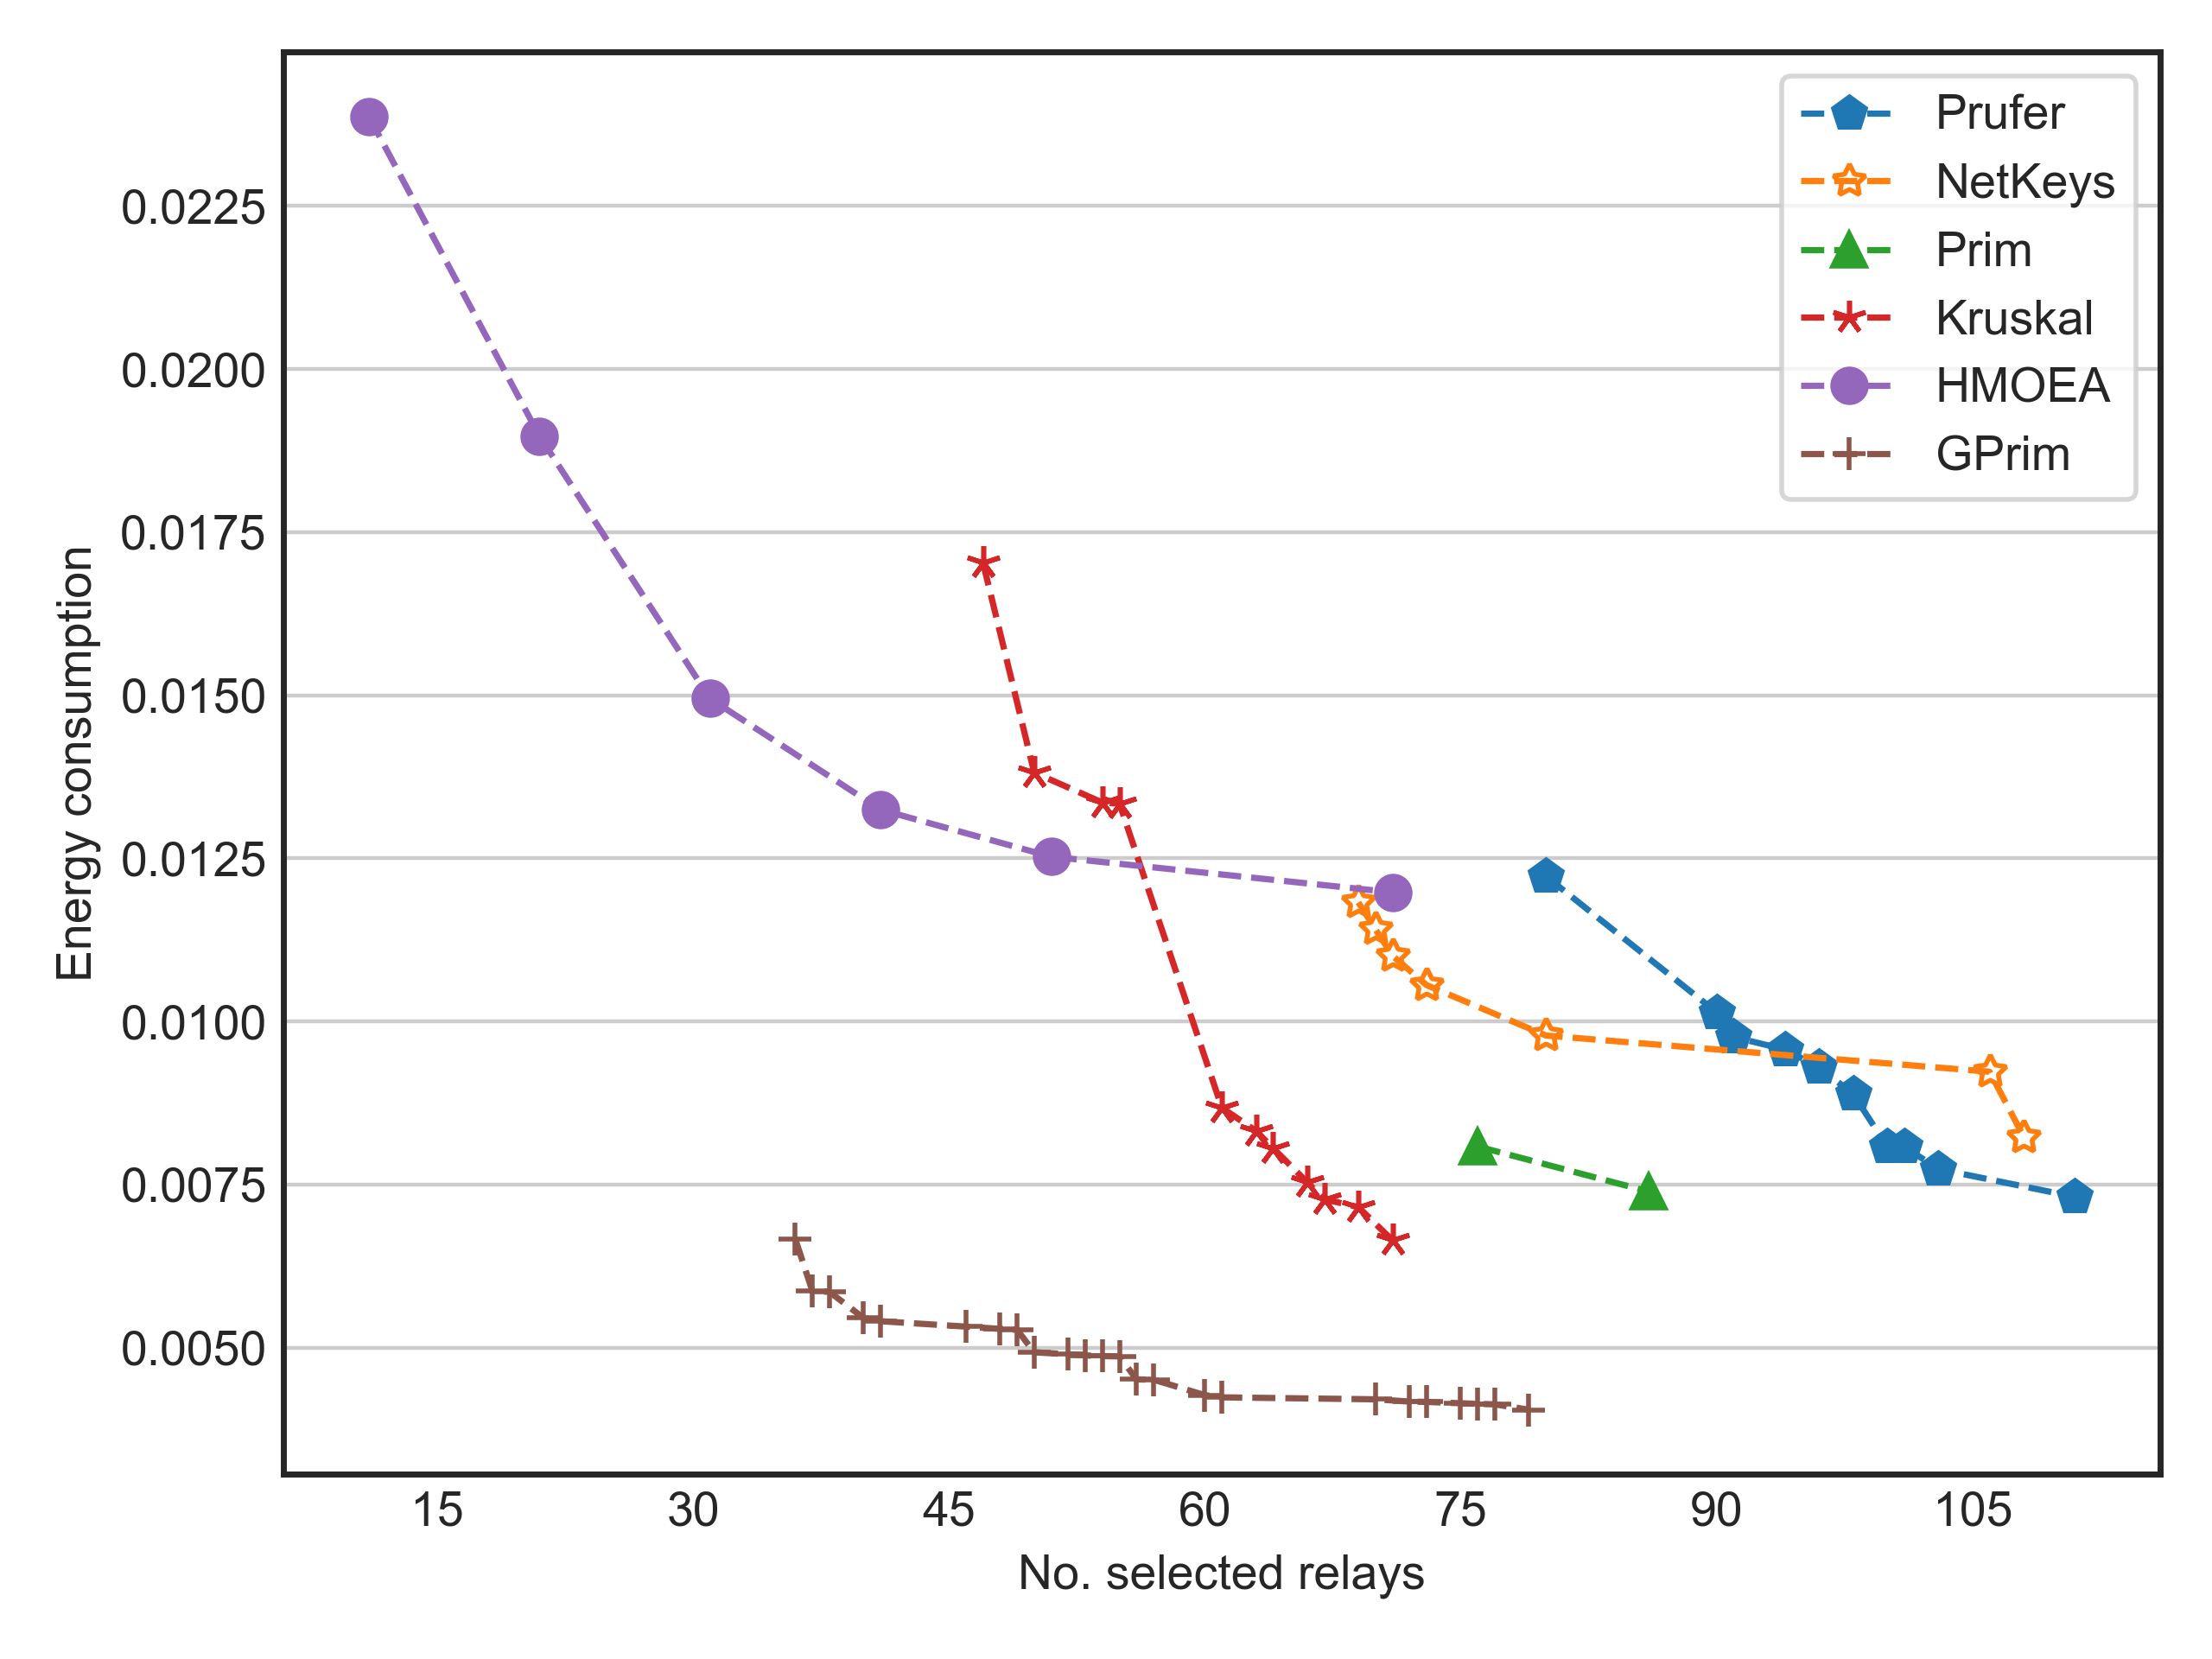 Prufer
NetKeys
Prim
Kruskal
HMOEA
GPrim
0.0225
0.0200
0.0175
0.0150
0.0125
0.0100
0.0075
0.0050
Energy consumption
15 30 45 60 75 90 105
No. selected relays